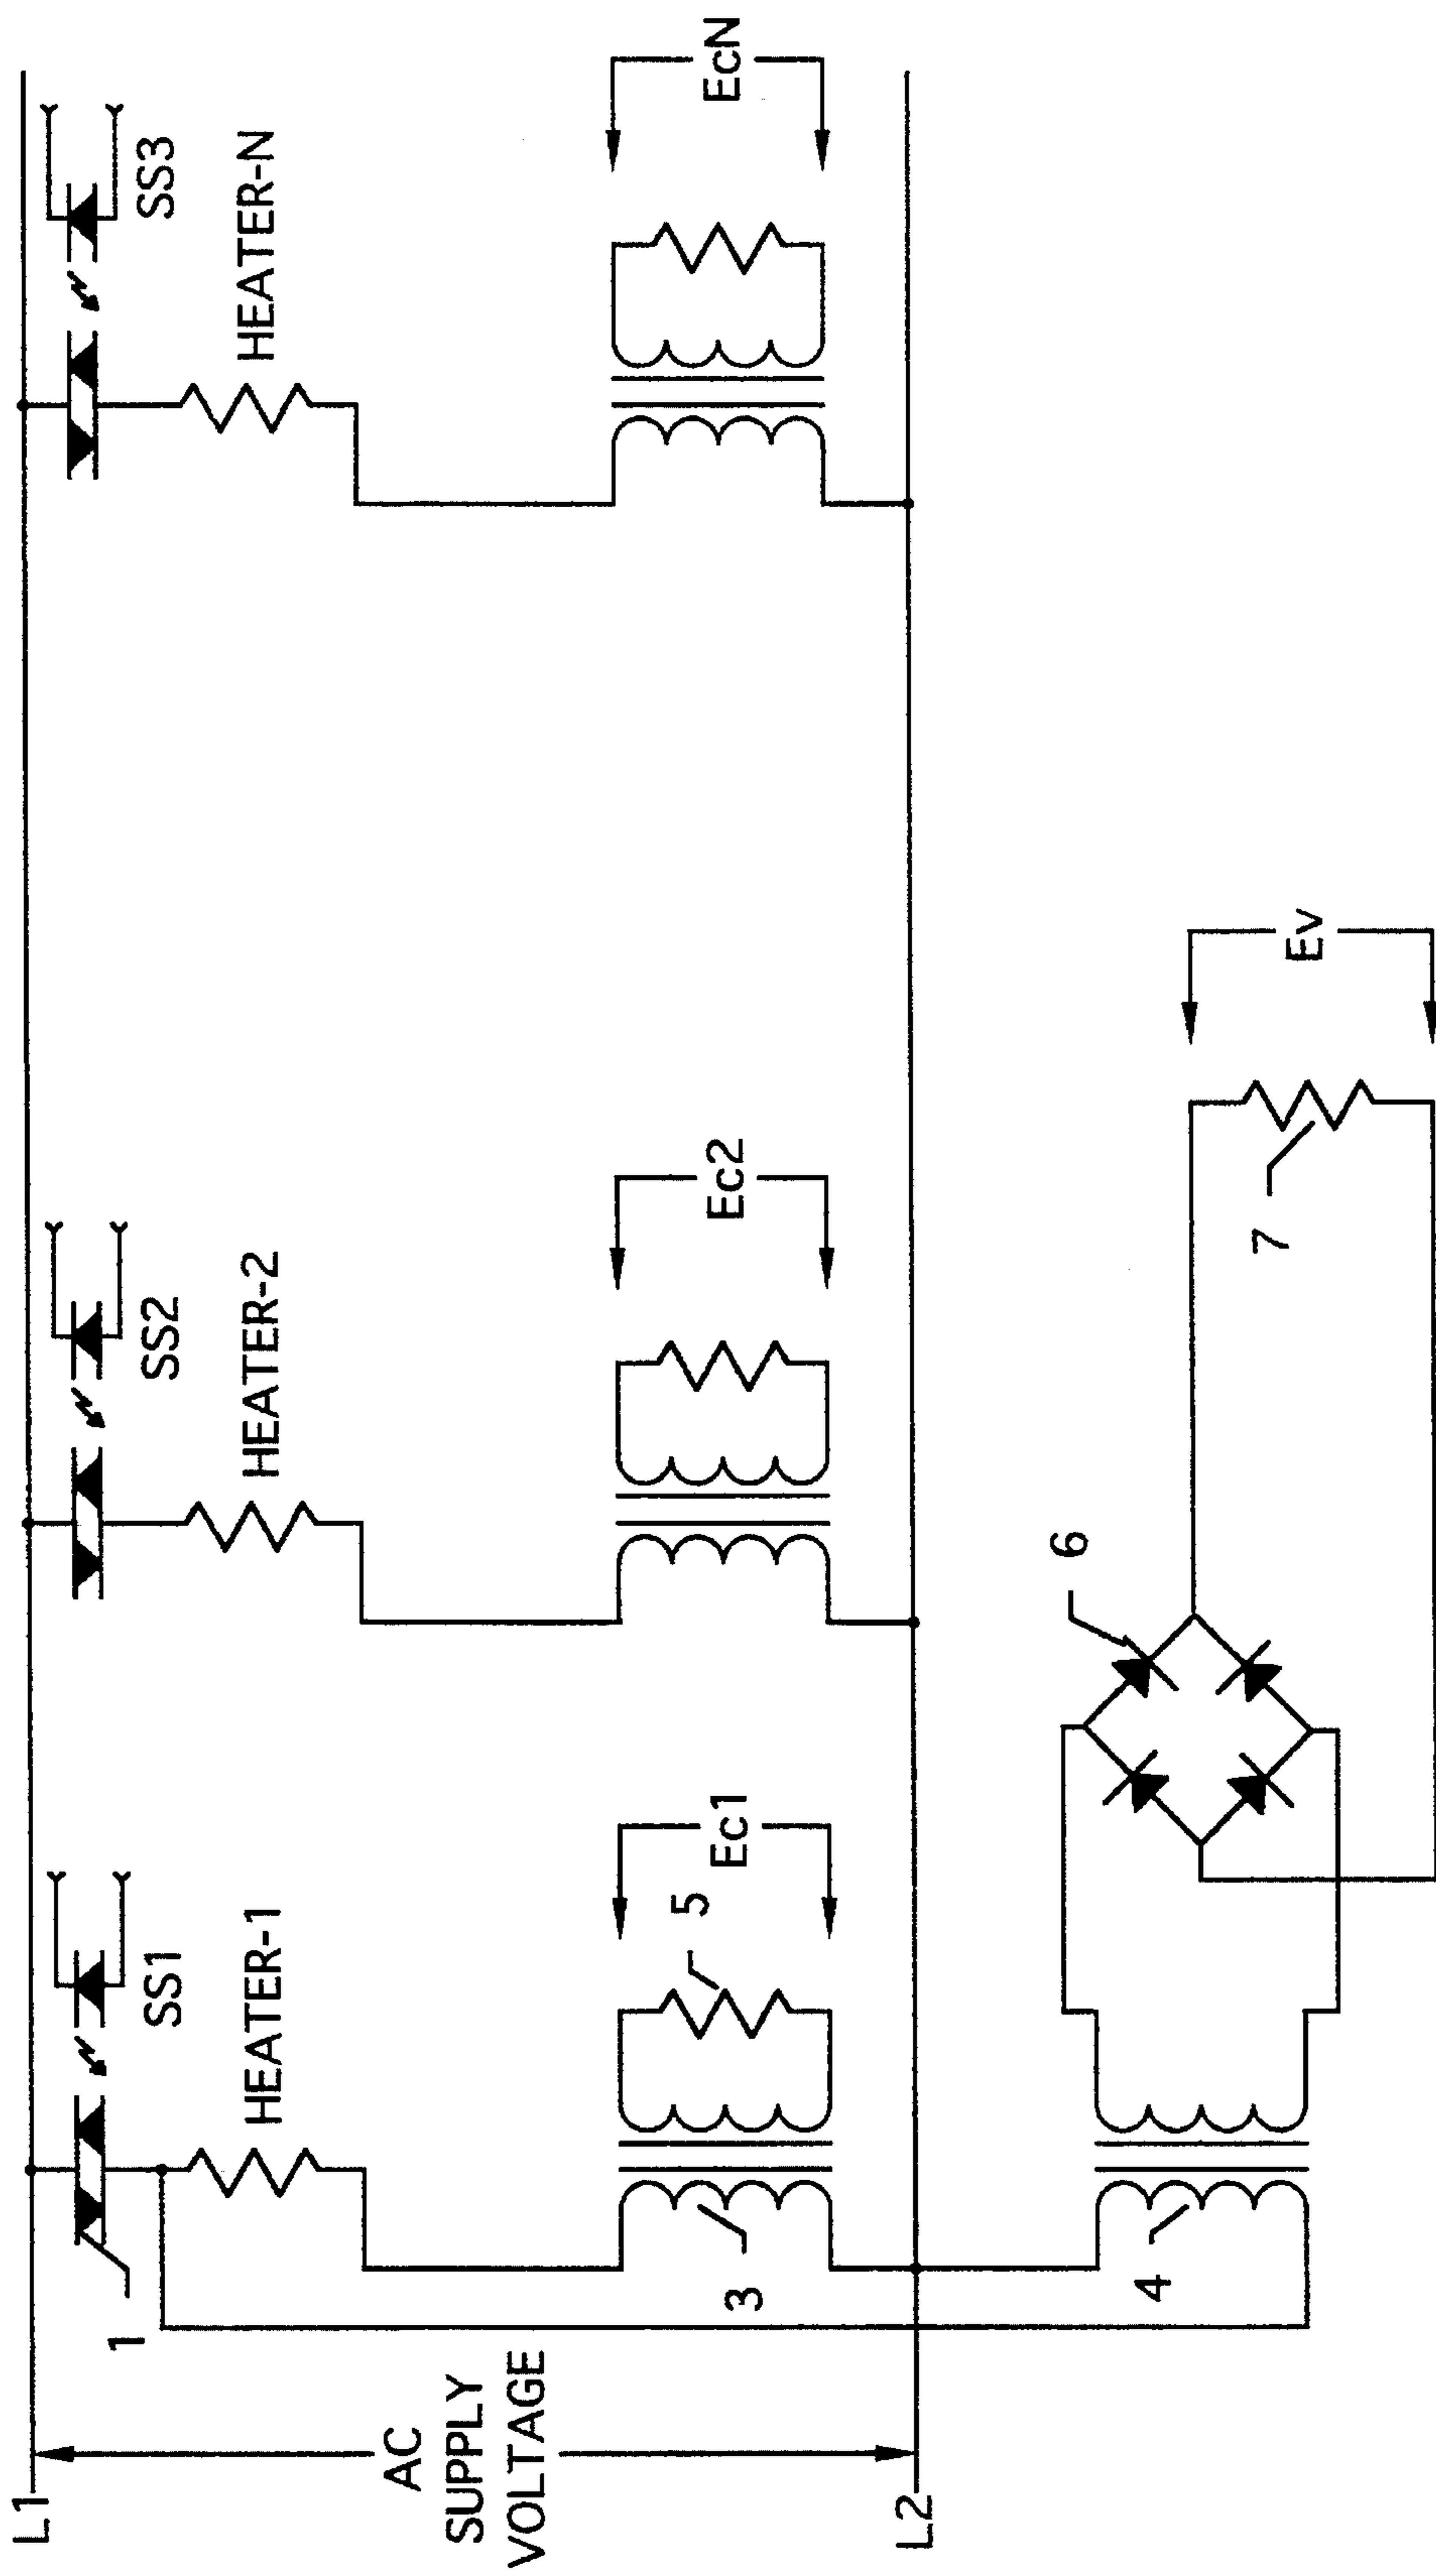 L1
1
SS1
SS2
SS3
HEATER-1
HEATER-2
HEATER-N
AC
SUPPLY
VOLTAGE
3
5
Ec1
Ec2
EcN
L2
4
6
7
Ev